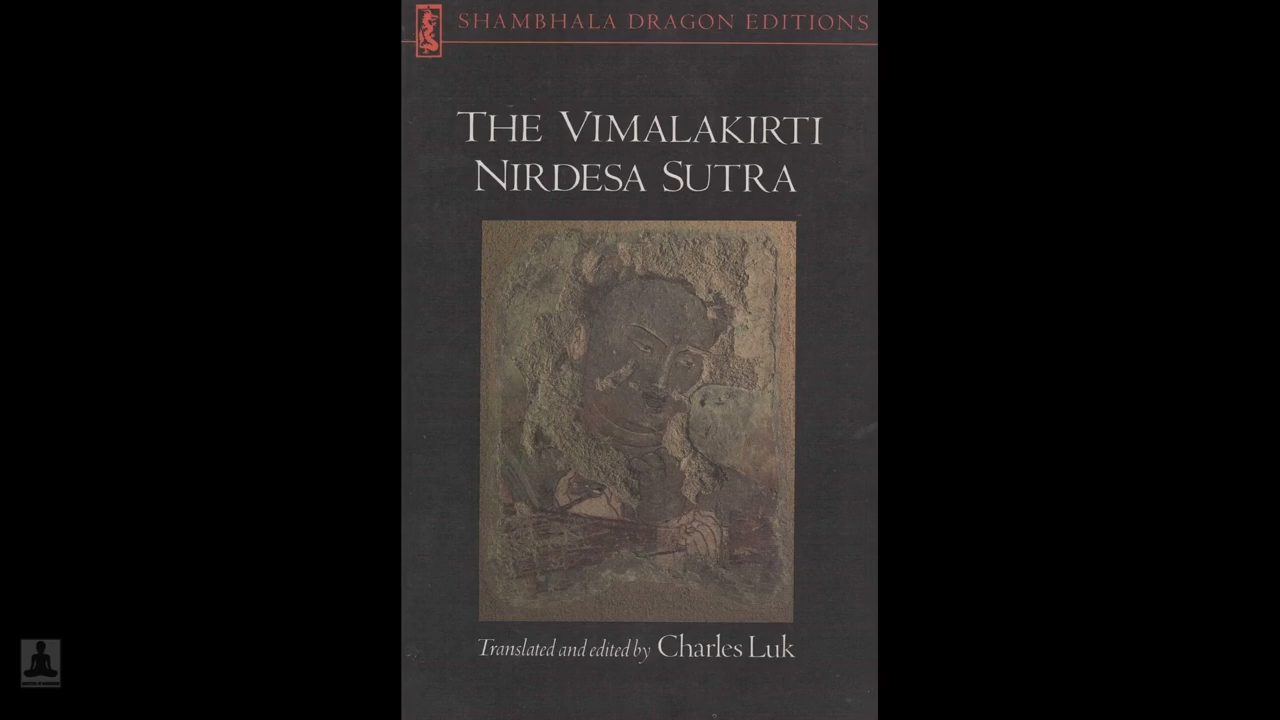 SHAMBHALA DRAGON EDITIONS
THE VIMALAKIRTI
NIRDESA SUTRA
Translated and edited by Charles Luk